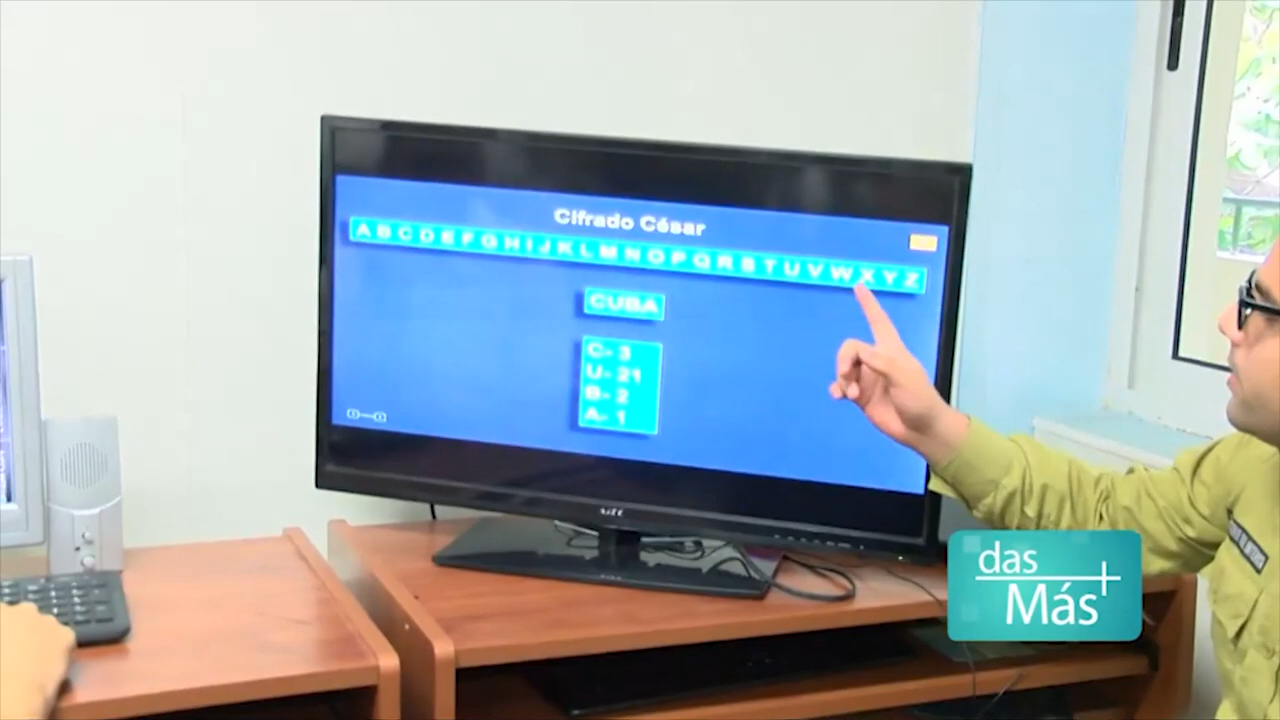 Cifrado César
A B C D E F G H I J K L M N O P Q R S T U V W X Y Z
CUBA
C- 3
U- 21
B- 2
A- 1
das
Más+